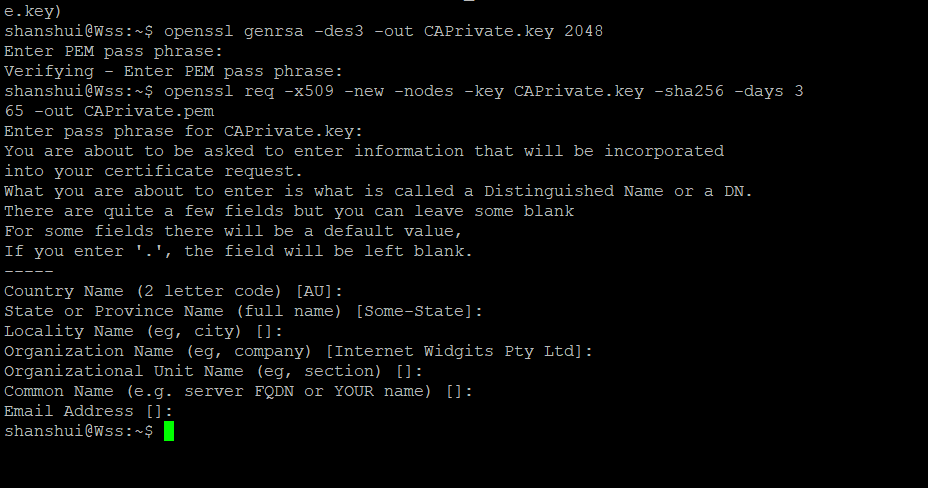 e.key)
shanshui@Wss:~$ openssl genrsa -des3 -out CAPrivate.key 2048
Enter PEM pass phrase:
Verifying - Enter PEM pass phrase:
shanshui@Wss:~$ openssl req -x509 -new -nodes -key CAPrivate.key -sha256 -days 3
65 -out CAPrivate.pem
Enter pass phrase for CAPrivate.key:
You are about to be asked to enter information that will be incorporated
into your certificate request.
What you are about to enter is what is called a Distinguished Name or a DN.
There are quite a few fields but you can leave some blank
For some fields there will be a default value,
If you enter '.', the field will be left blank.
-----
Country Name (2 letter code) [AU]:
State or Province Name (full name) [Some-State]:
Locality Name (eg, city) []:
Organization Name (eg, company) [Internet Widgits Pty Ltd]:
Organizational Unit Name (eg, section) []:
Common Name (e.g. server FQDN or YOUR name) []:
Email Address []:
shanshui@Wss:~$